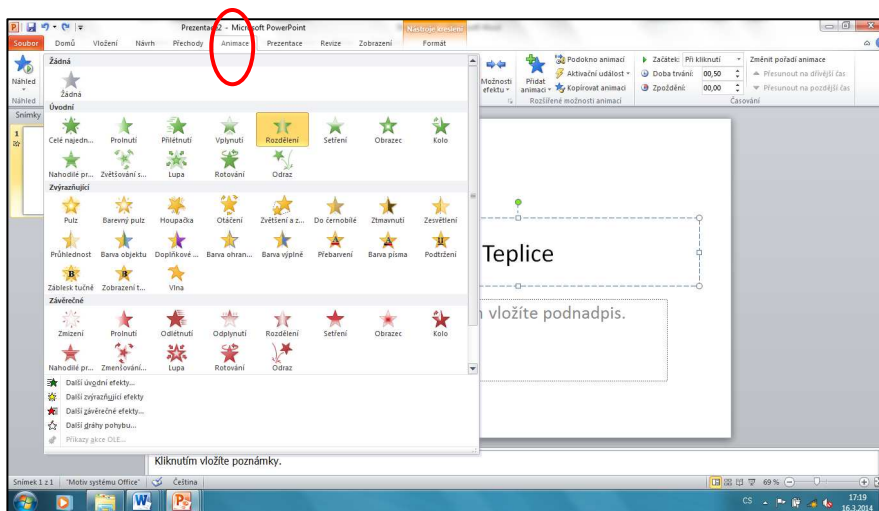 Prezentace2 - Microsoft PowerPoint
Nástroje kreslení
Soubor Domů Vložení Návrh Přechody Animace Prezentace Revize Zobrazení Formát
Náhled
Náhled
Snímky
1
Žádná
Žádná
Úvodní
Celé najedn... Prolnutí Přilétnutí Vplynutí Rozdělení Setření Obrazec Kolo
Nahodilé pr... Zvětšování s... Lupa Rotování Odraz
Zvýrazňující
Pulz Barevný pulz Houpačka Otáčení Zvětšení a z... Do černobílé Ztmavnutí Zesvětlení
Průhlednost Barva objektu Doplňkové ... Barva ohran... Barva výplně Přebarvení Barva písma Podtržení
Záblesk tučně Zobrazení t... Vlna
Závěrečné
Zmizení Prolnutí Odlétnutí Odplynutí Rozdělení Setření Obrazec Kolo
Nahodilé pr... Zmenšování... Lupa Rotování Odraz
Další úvodní efekty...
Další zvýrazňující efekty
Další závěrečné efekty...
Další dráhy pohybu...
Příkazy akce OLE...
Možnosti efektu
Přidat animaci
Podokno animací
Aktivační událost
Kopírovat animaci
Rozšířené možnosti animací
Začátek: Při kliknutí
Doba trvání: 00,50
Zpoždění: 00,00
Změnit pořadí animace
Přesunout na dřívější čas
Přesunout na pozdější čas
Časování
Teplice
vložíte podnadpis.
Kliknutím vložíte poznámky.
Snímek 1 z 1 "Motiv systému Office" Čeština 69 %
CS 17:19
16.3.2014